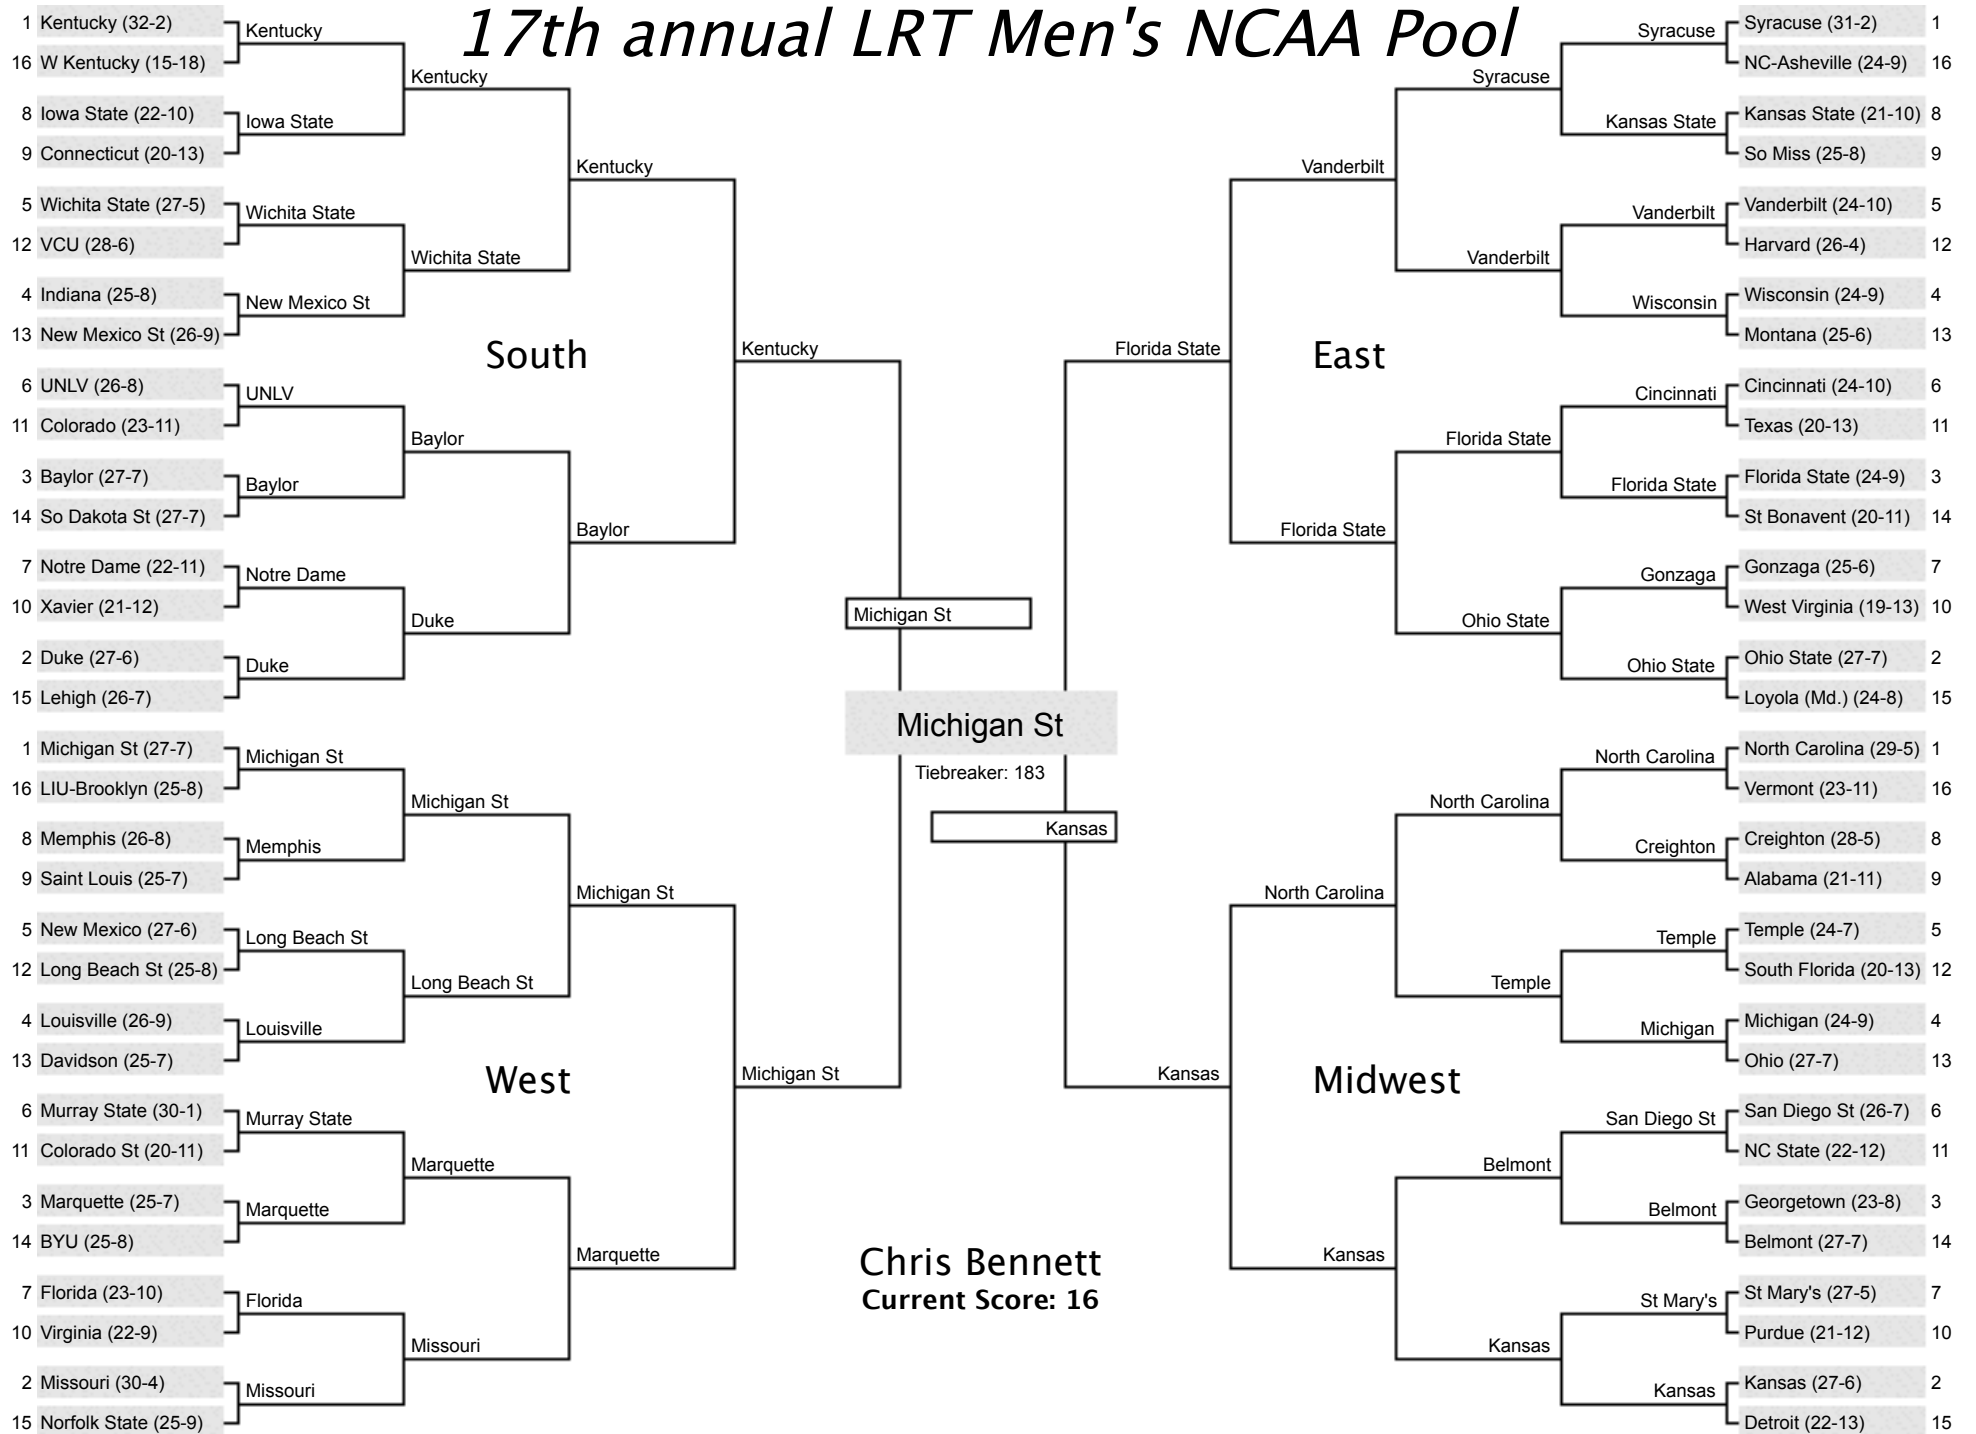 17th annual LRT Men's NCAA Pool
1 Kentucky (32-2)
16 W Kentucky (15-18)
8 Iowa State (22-10)
9 Connecticut (20-13)
5 Wichita State (27-5)
12 VCU (28-6)
4 Indiana (25-8)
13 New Mexico St (26-9)
6 UNLV (26-8)
11 Colorado (23-11)
3 Baylor (27-7)
14 So Dakota St (27-7)
7 Notre Dame (22-11)
10 Xavier (21-12)
2 Duke (27-6)
15 Lehigh (26-7)
Kentucky
Iowa State
Wichita State
New Mexico St
UNLV
Baylor
Notre Dame
Duke
Kentucky
Wichita State
Baylor
Duke
Kentucky
Baylor
Kentucky
South
1 Michigan St (27-7)
16 LIU-Brooklyn (25-8)
8 Memphis (26-8)
9 Saint Louis (25-7)
5 New Mexico (27-6)
12 Long Beach St (25-8)
4 Louisville (26-9)
13 Davidson (25-7)
6 Murray State (30-1)
11 Colorado St (20-11)
3 Marquette (25-7)
14 BYU (25-8)
7 Florida (23-10)
10 Virginia (22-9)
2 Missouri (30-4)
15 Norfolk State (25-9)
Michigan St
Memphis
Long Beach St
Louisville
Murray State
Marquette
Florida
Missouri
Michigan St
Long Beach St
Marquette
Missouri
Michigan St
Marquette
Michigan St
West
Michigan St
Michigan St
Tiebreaker: 183
Kansas
Chris Bennett
Current Score: 16
Syracuse (31-2) 1
NC-Asheville (24-9) 16
Kansas State (21-10) 8
So Miss (25-8) 9
Vanderbilt (24-10) 5
Harvard (26-4) 12
Wisconsin (24-9) 4
Montana (25-6) 13
Cincinnati (24-10) 6
Texas (20-13) 11
Florida State (24-9) 3
St Bonavent (20-11) 14
Gonzaga (25-6) 7
West Virginia (19-13) 10
Ohio State (27-7) 2
Loyola (Md.) (24-8) 15
Syracuse
Kansas State
Vanderbilt
Wisconsin
Cincinnati
Florida State
Gonzaga
Ohio State
Syracuse
Vanderbilt
Florida State
Ohio State
Vanderbilt
Florida State
Florida State
East
North Carolina (29-5) 1
Vermont (23-11) 16
Creighton (28-5) 8
Alabama (21-11) 9
Temple (24-7) 5
South Florida (20-13) 12
Michigan (24-9) 4
Ohio (27-7) 13
San Diego St (26-7) 6
NC State (22-12) 11
Georgetown (23-8) 3
Belmont (27-7) 14
St Mary's (27-5) 7
Purdue (21-12) 10
Kansas (27-6) 2
Detroit (22-13) 15
North Carolina
Creighton
Temple
Michigan
San Diego St
Belmont
St Mary's
Kansas
North Carolina
Temple
Belmont
Kansas
North Carolina
Kansas
Kansas
Midwest